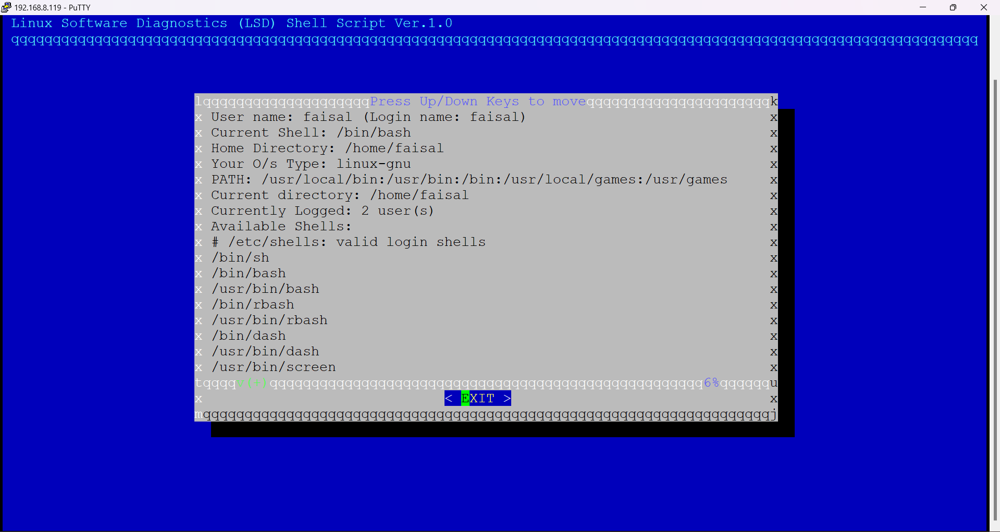 192.168.8.119 - PuTTY
Linux Software Diagnostics (LSD) Shell Script Ver.1.0
qqqqqqqqqqqqqqqqqqqqqqqqqqqqqqqqqqqqqqqqqqqqqqqqqqqqqqqqqqqqqqqqqqqqqqqqqqqqqqqqqqqqqqqqqqqqqqqqqqqqqqqqqqqqqqqqqqqq
lqqqqqqqqqqqqqqqqqqqqPress Up/Down Keys to moveqqqqqqqqqqqqqqqqqqqqqqk
x User name: faisal (Login name: faisal) x
x Current Shell: /bin/bash x
x Home Directory: /home/faisal x
x Your O/s Type: linux-gnu x
x PATH: /usr/local/bin:/usr/bin:/bin:/usr/local/games:/usr/games x
x Current directory: /home/faisal x
x Currently Logged: 2 user(s) x
x Available Shells: x
x # /etc/shells: valid login shells x
x /bin/sh x
x /bin/bash x
x /usr/bin/bash x
x /bin/rbash x
x /usr/bin/rbash x
x /bin/dash x
x /usr/bin/dash x
x /usr/bin/screen x
tqqqqv(+)qqqqqqqqqqqqqqqqqqqqqqqqqqqqqqqqqqqqqqqqqqqqqqqqqqqq6%qqqqqqu
x < EXIT > x
mqqqqqqqqqqqqqqqqqqqqqqqqqqqqqqqqqqqqqqqqqqqqqqqqqqqqqqqqqqqqqqqqqqqqj